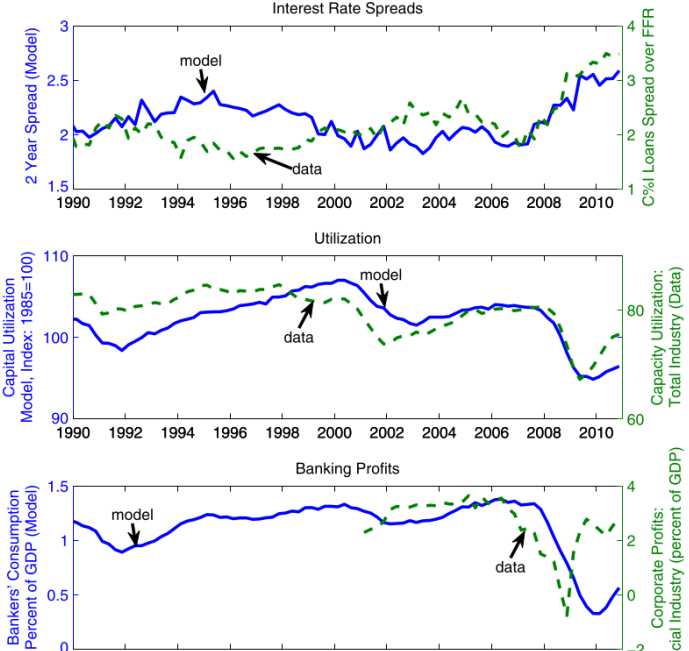 Interest Rate Spreads
2 Year Spread (Model)
3
2.5
2
1.5
model
data
4
3
2
1
C%I Loans Spread over FFR
1990 1992 1994 1996 1998 2000 2002 2004 2006 2008 2010
Utilization
Capital Utilization
Model, Index: 1985=100)
110
100
90
model
data
80
60
Capacity Utilization:
Total Industry (Data)
1990 1992 1994 1996 1998 2000 2002 2004 2006 2008 2010
Banking Profits
Bankers' Consumption
Percent of GDP (Model)
1.5
1
0.5
0
model
data
4
2
0
−2
Corporate Profits:
cial Industry (percent of GDP)